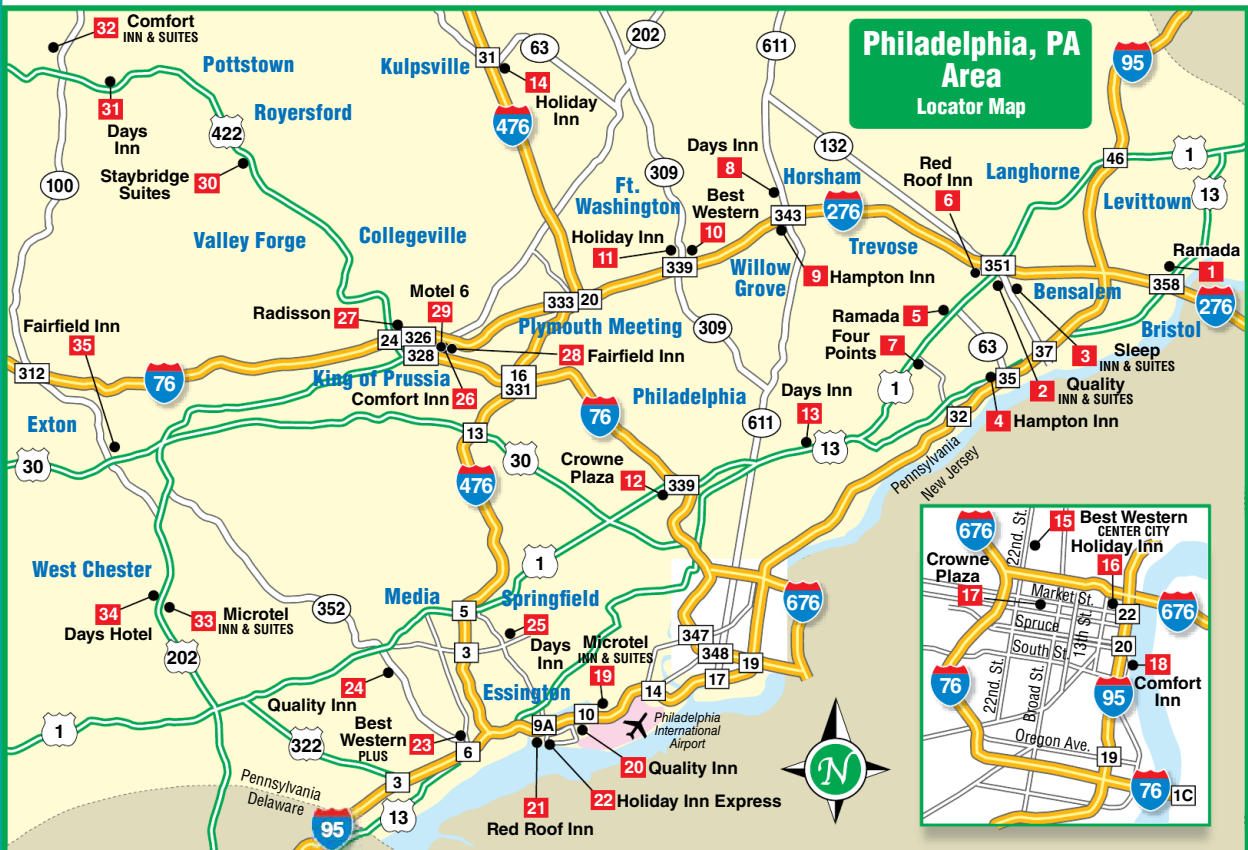 Philadelphia, PA
Area
Locator Map
32
Comfort
INN & SUITES
Pottstown
31
Days
Inn
Royersford
422
Staybridge
Suites
30
100
Valley Forge
Collegeville
Kulpsville
31
63
14
Holiday
Inn
476
202
611
309
Ft.
Washington
Days Inn
8
Horsham
132
Best
Western
10
Holiday Inn
11
339
343
276
Willow
Grove
9
Hampton Inn
Trevose
Red
Roof Inn
6
Langhorne
95
46
1
13
Levittown
Ramada
1
351
Bensalem
358
276
Bristol
Fairfield Inn
35
Radisson
27
Motel 6
29
24
326
328
333
20
Plymouth Meeting
28
Fairfield Inn
King of Prussia
Comfort Inn
26
16
331
309
Ramada
5
Four
Points
7
63
37
3
Sleep
INN & SUITES
2
Quality
INN & SUITES
35
4
Hampton Inn
1
32
312
76
Exton
30
13
76
Philadelphia
611
Days Inn
13
13
Pennsylvania
New Jersey
30
476
Crowne
Plaza
12
339
West Chester
34
Days Hotel
33
Microtel
INN & SUITES
352
202
Media
5
1
Springfield
25
Days
Inn
3
676
Microtel
INN & SUITES
19
347
348
19
17
14
24
Quality Inn
Essington
10
9A
Philadelphia
International
Airport
Best
Western
PLUS
23
6
20
Quality Inn
22
Holiday Inn Express
21
Red Roof Inn
1
322
3
13
95
Pennsylvania
Delaware
N
676
22nd. St.
15
Best Western
CENTER CITY
Holiday Inn
16
Crowne
Plaza
17
Market St.
22
676
Spruce
13th St.
South St.
20
18
Comfort
Inn
76
22nd. St.
Broad St.
95
Oregon Ave.
19
76
1C